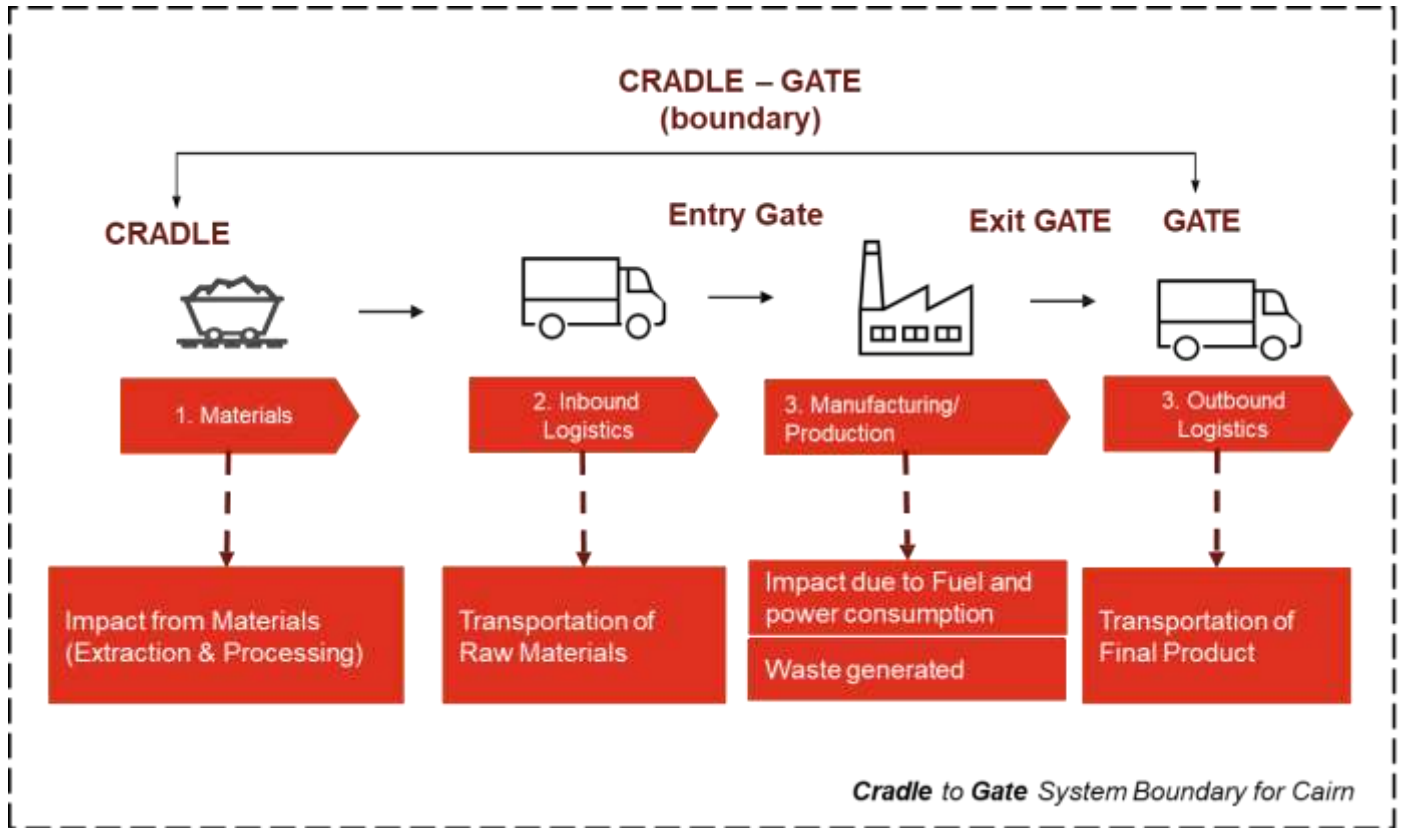 CRADLE – GATE
(boundary)
CRADLE
Entry Gate
Exit GATE
GATE
1. Materials
2. Inbound
Logistics
3. Manufacturing/
Production
3. Outbound
Logistics
Impact from Materials
(Extraction & Processing)
Transportation of
Raw Materials
Impact due to Fuel and
power consumption
Waste generated
Transportation of
Final Product
Cradle to Gate System Boundary for Cairn